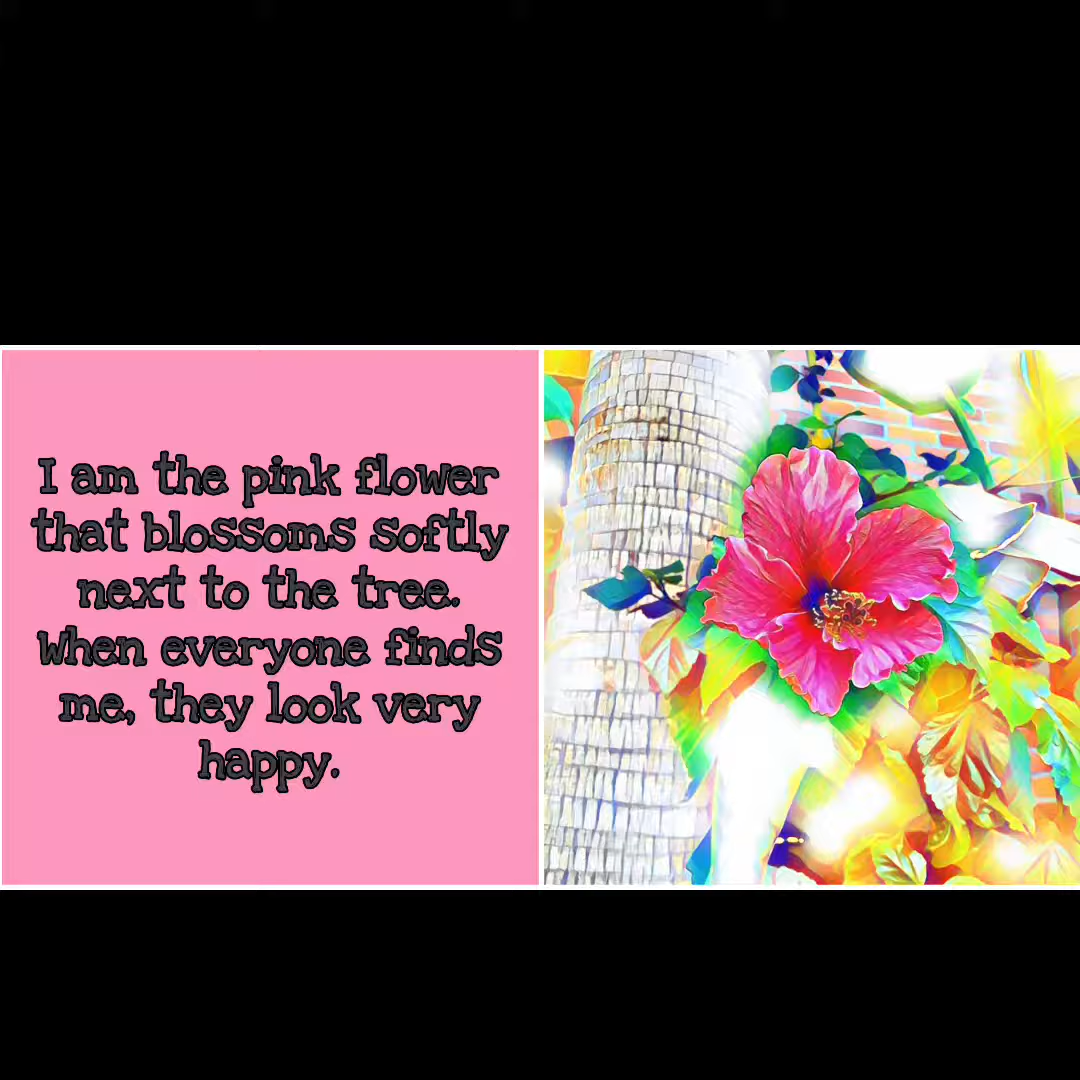 I am the pink flower
that blossoms softly
next to the tree.
When everyone finds
me, they look very
happy.